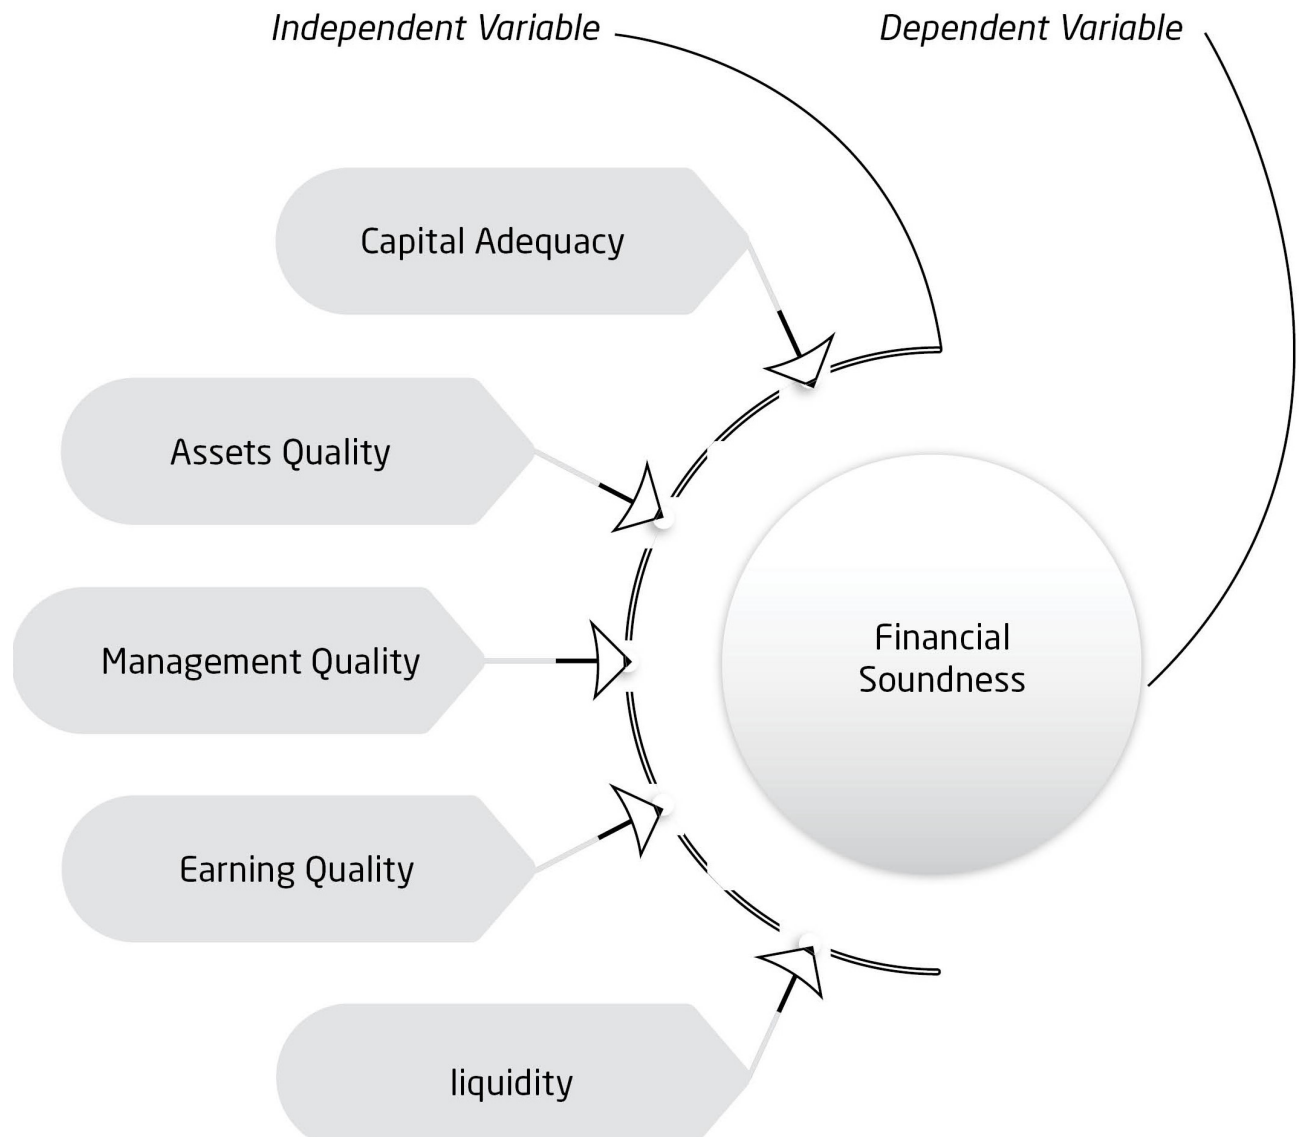 Independent Variable
Dependent Variable
Capital Adequacy
Assets Quality
Management Quality
Financial
Soundness
Earning Quality
liquidity